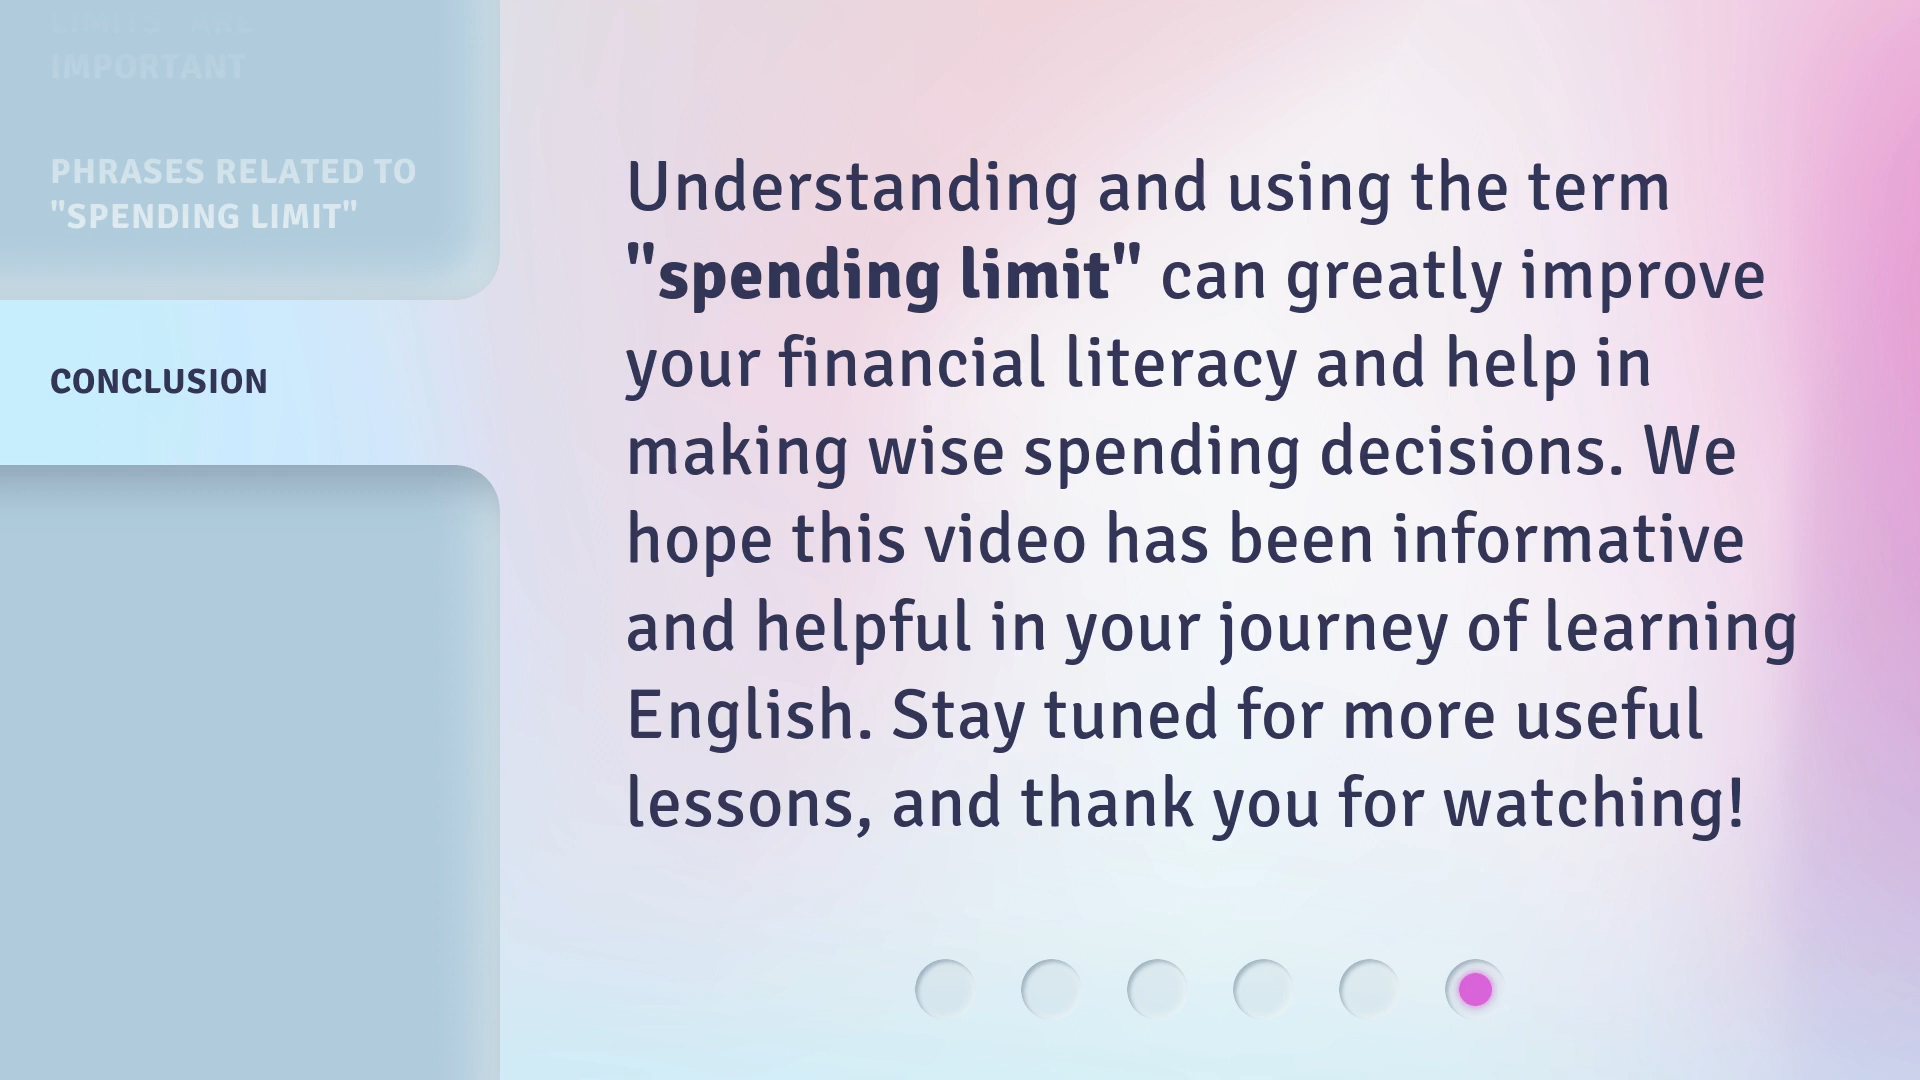 LIMITS" ARE
IMPORTANT
PHRASES RELATED TO
"SPENDING LIMIT"
CONCLUSION
Understanding and using the term
"spending limit" can greatly improve
your financial literacy and help in
making wise spending decisions. We
hope this video has been informative
and helpful in your journey of learning
English. Stay tuned for more useful
lessons, and thank you for watching!